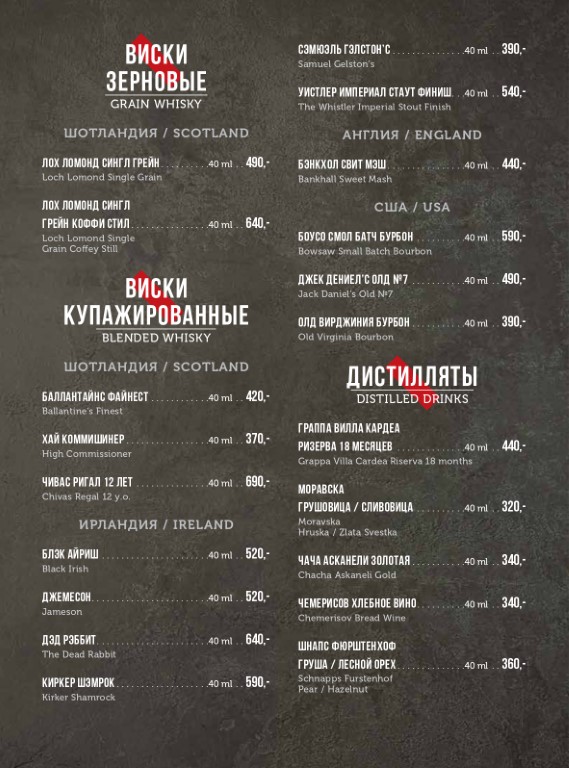 ВИСКИ
ЗЕРНОВЫЕ
GRAIN WHISKY
ШОТЛАНДИЯ / SCOTLAND
ЛОХ ЛОМОНД СИНГЛ ГРЕЙН 40 ml 490,-
Loch Lomond Single Grain
ЛОХ ЛОМОНД СИНГЛ
ГРЕЙН КОФФИ СТИЛ 40 ml 640,-
Loch Lomond Single
Grain Coffey Still
ВИСКИ
КУПАЖИРОВАННЫЕ
BLENDED WHISKY
ШОТЛАНДИЯ / SCOTLAND
БАЛЛАНТАЙНС ФАЙНЕСТ 40 ml 420,-
Ballantine's Finest
ХАЙ КОММИШИНЕР 40 ml 370,-
High Commissioner
ЧИВАС РИГАЛ 12 ЛЕТ 40 ml 690,-
Chivas Regal 12 y.o.
ИРЛАНДИЯ / IRELAND
БЛЭК АЙРИШ 40 ml 520,-
Black Irish
ДЖЕМЕСОН 40 ml 520,-
Jameson
ДЭД РЭББИТ 40 ml 640,-
The Dead Rabbit
КИРКЕР ШЭМРОК 40 ml 590,-
Kirker Shamrock
СЭМЮЭЛЬ ГЭЛСТОН'С 40 ml 390,-
Samuel Gelston's
УИСТЛЕР ИМПЕРИАЛ СТАУТ ФИНИШ 40 ml 540,-
The Whistler Imperial Stout Finish
АНГЛИЯ / ENGLAND
БЭНКХОЛ СВИТ МЭШ 40 ml 440,-
Bankhall Sweet Mash
США / USA
БОУСО СМОЛ БАТЧ БУРБОН 40 ml 590,-
Bowsaw Small Batch Bourbon
ДЖЕК ДЕНИЕЛ'С ОЛД №7 40 ml 490,-
Jack Daniel's Old №7
ОЛД ВИРДЖИНИЯ БУРБОН 40 ml 390,-
Old Virginia Bourbon
ДИСТИЛЛЯТЫ
DISTILLED DRINKS
ГРАППА ВИЛЛА КАРДЕА
РИЗЕРВА 18 МЕСЯЦЕВ 40 ml 440,-
Grappa Villa Cardea Riserva 18 months
МОРАВСКА
ГРУШОВИЦА / СЛИВОВИЦА 40 ml 320,-
Moravska
Hruska / Zlata Svestka
ЧАЧА АСКАНЕЛИ ЗОЛОТАЯ 40 ml 340,-
Chacha Askaneli Gold
ЧЕМЕРИСОВ ХЛЕБНОЕ ВИНО 40 ml 340,-
Chemerisov Bread Wine
ШНАПС ФЮРШТЕНХОФ
ГРУША / ЛЕСНОЙ ОРЕХ 40 ml 360,-
Schnapps Furstenhof
Pear / Hazelnut